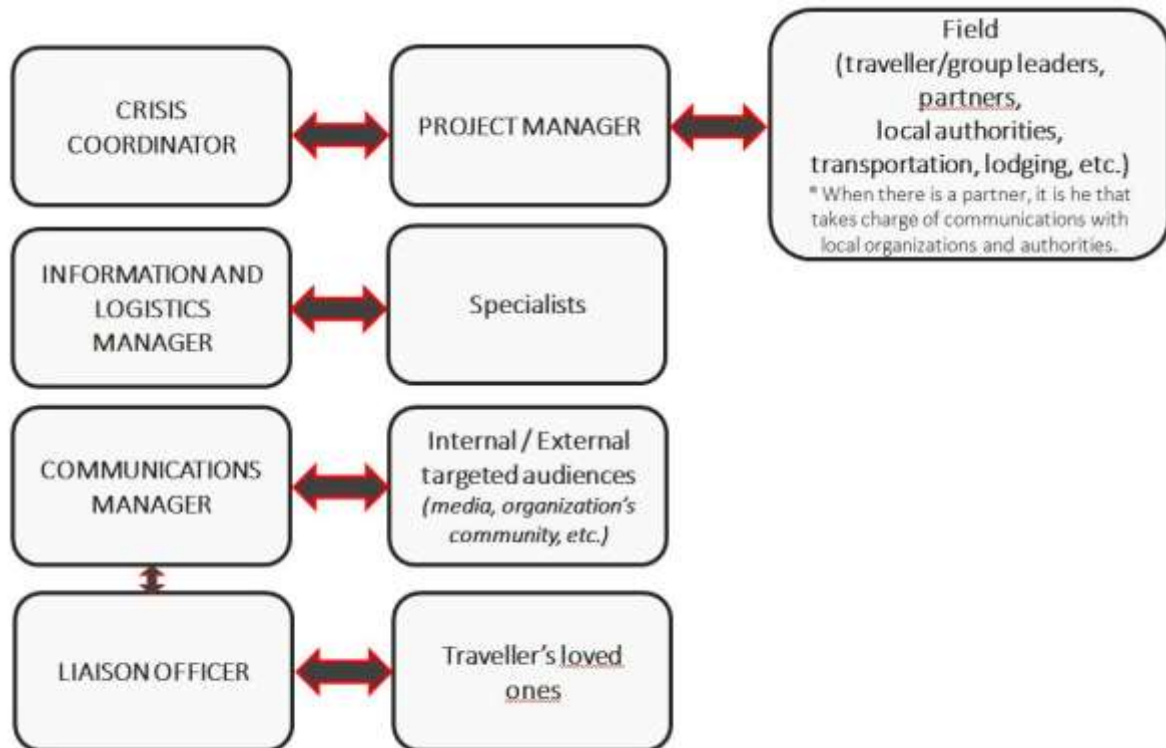 CRISIS
COORDINATOR
PROJECT MANAGER
Field
(traveller/group leaders,
partners,
local authorities,
transportation, lodging, etc.)
* When there is a partner, it is he that
takes charge of communications with
local organizations and authorities.
INFORMATION AND
LOGISTICS
MANAGER
Specialists
COMMUNICATIONS
MANAGER
Internal / External
targeted audiences
(media, organization's
community, etc.)
LIAISON OFFICER
Traveller's loved
ones